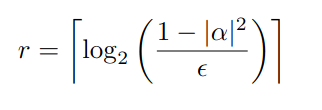 r = ⌈log₂ ((1 − |α|²) / ϵ)⌉